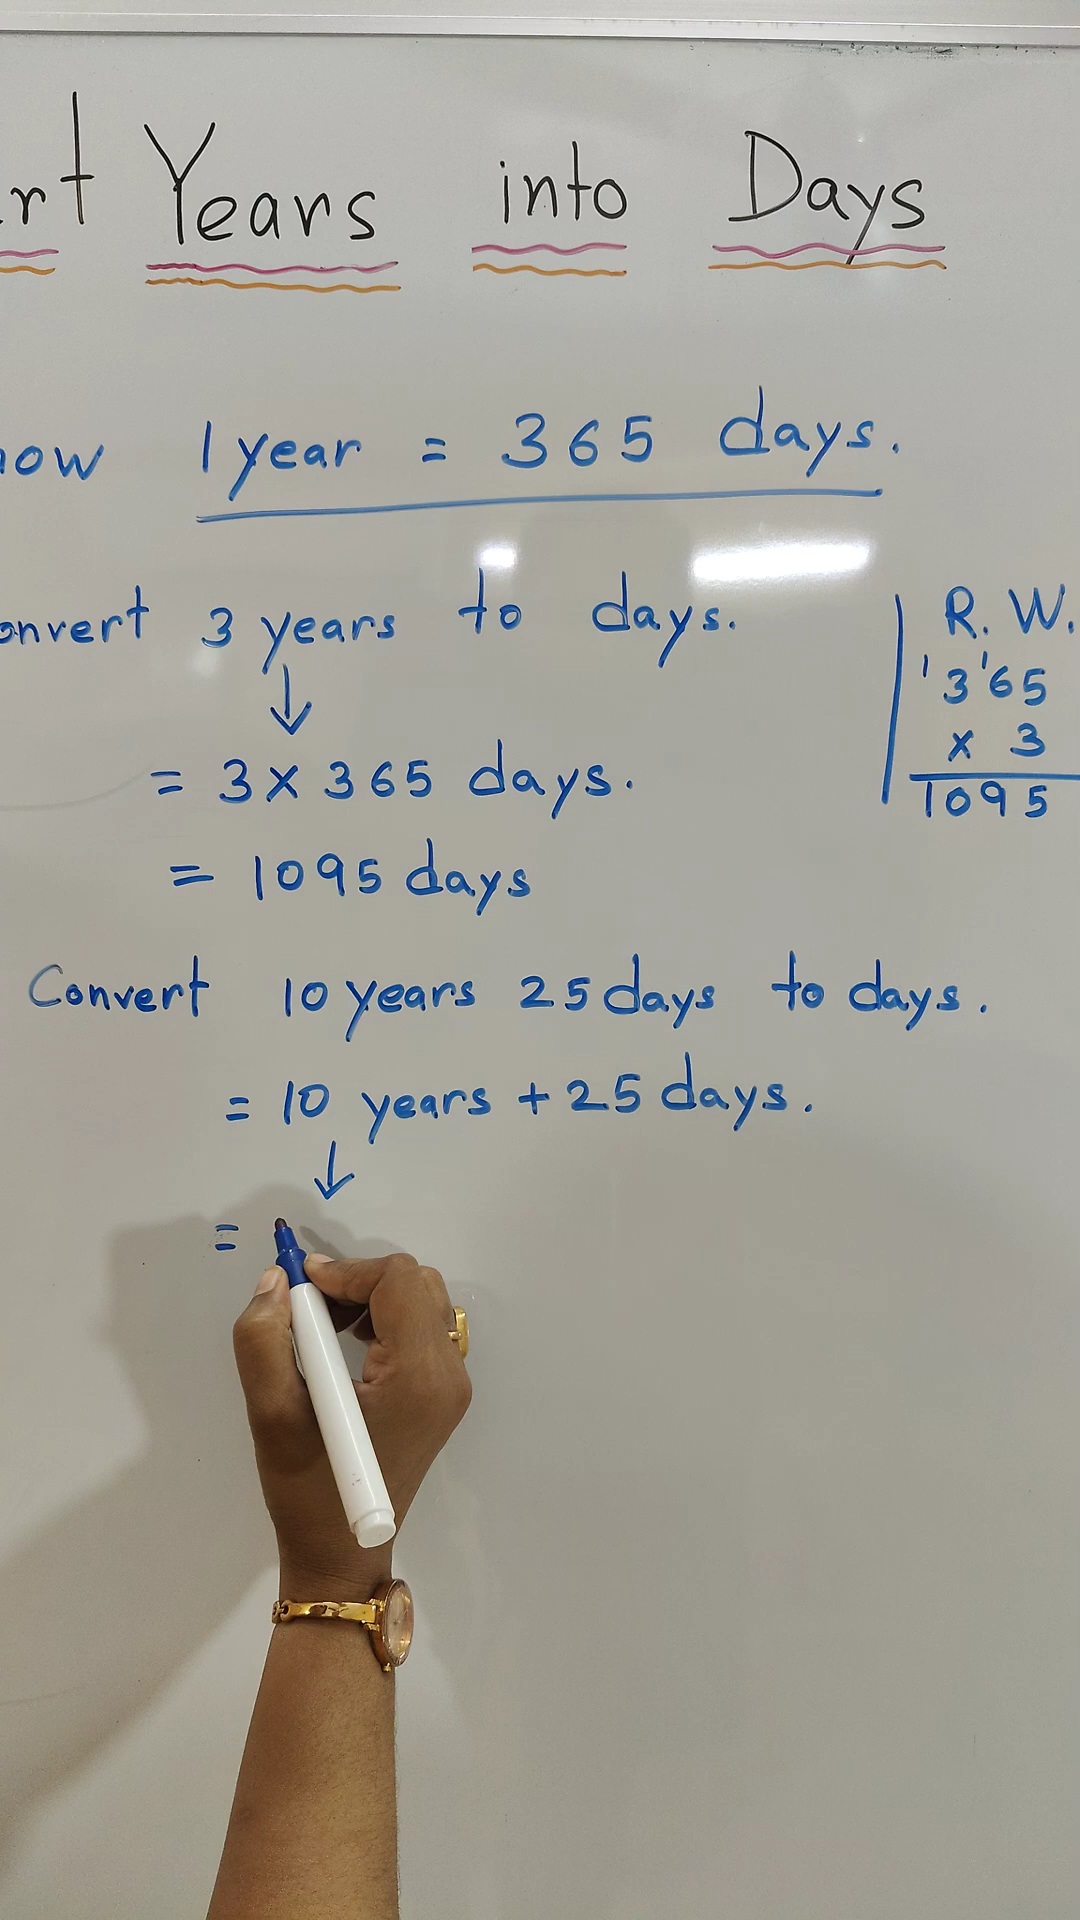 rt Years into Days
now 1 year = 365 days.
onvert 3 years to days.
↓
= 3 x 365 days.
= 1095 days
R. W.
1 3 1 65
x 3
1095
Convert 10 years 25 days to days.
= 10 years + 25 days.
↓
=